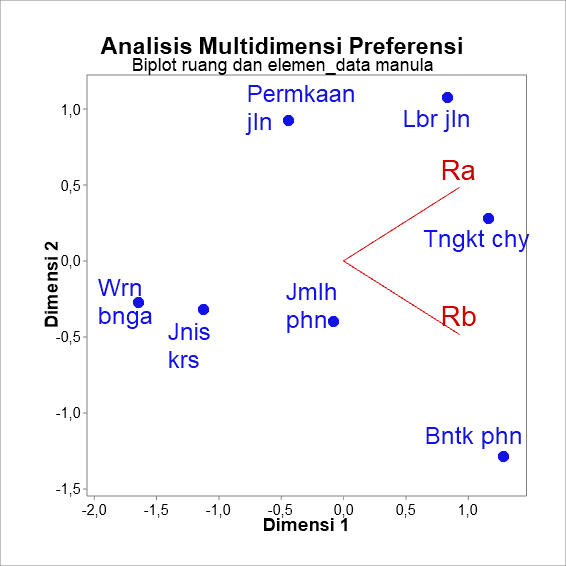 Analisis Multidimensi Preferensi
Biplot ruang dan elemen_data manula
Permkaan
jln
Lbr jln
Ra
Tngkt chy
Wrn
bnga
Jnis
krs
Jmlh
phn
Rb
Bntk phn
1,0
0,5
0,0
-0,5
-1,0
-1,5
Dimensi 2
-2,0 -1,5 -1,0 -0,5 0,0 0,5 1,0
Dimensi 1